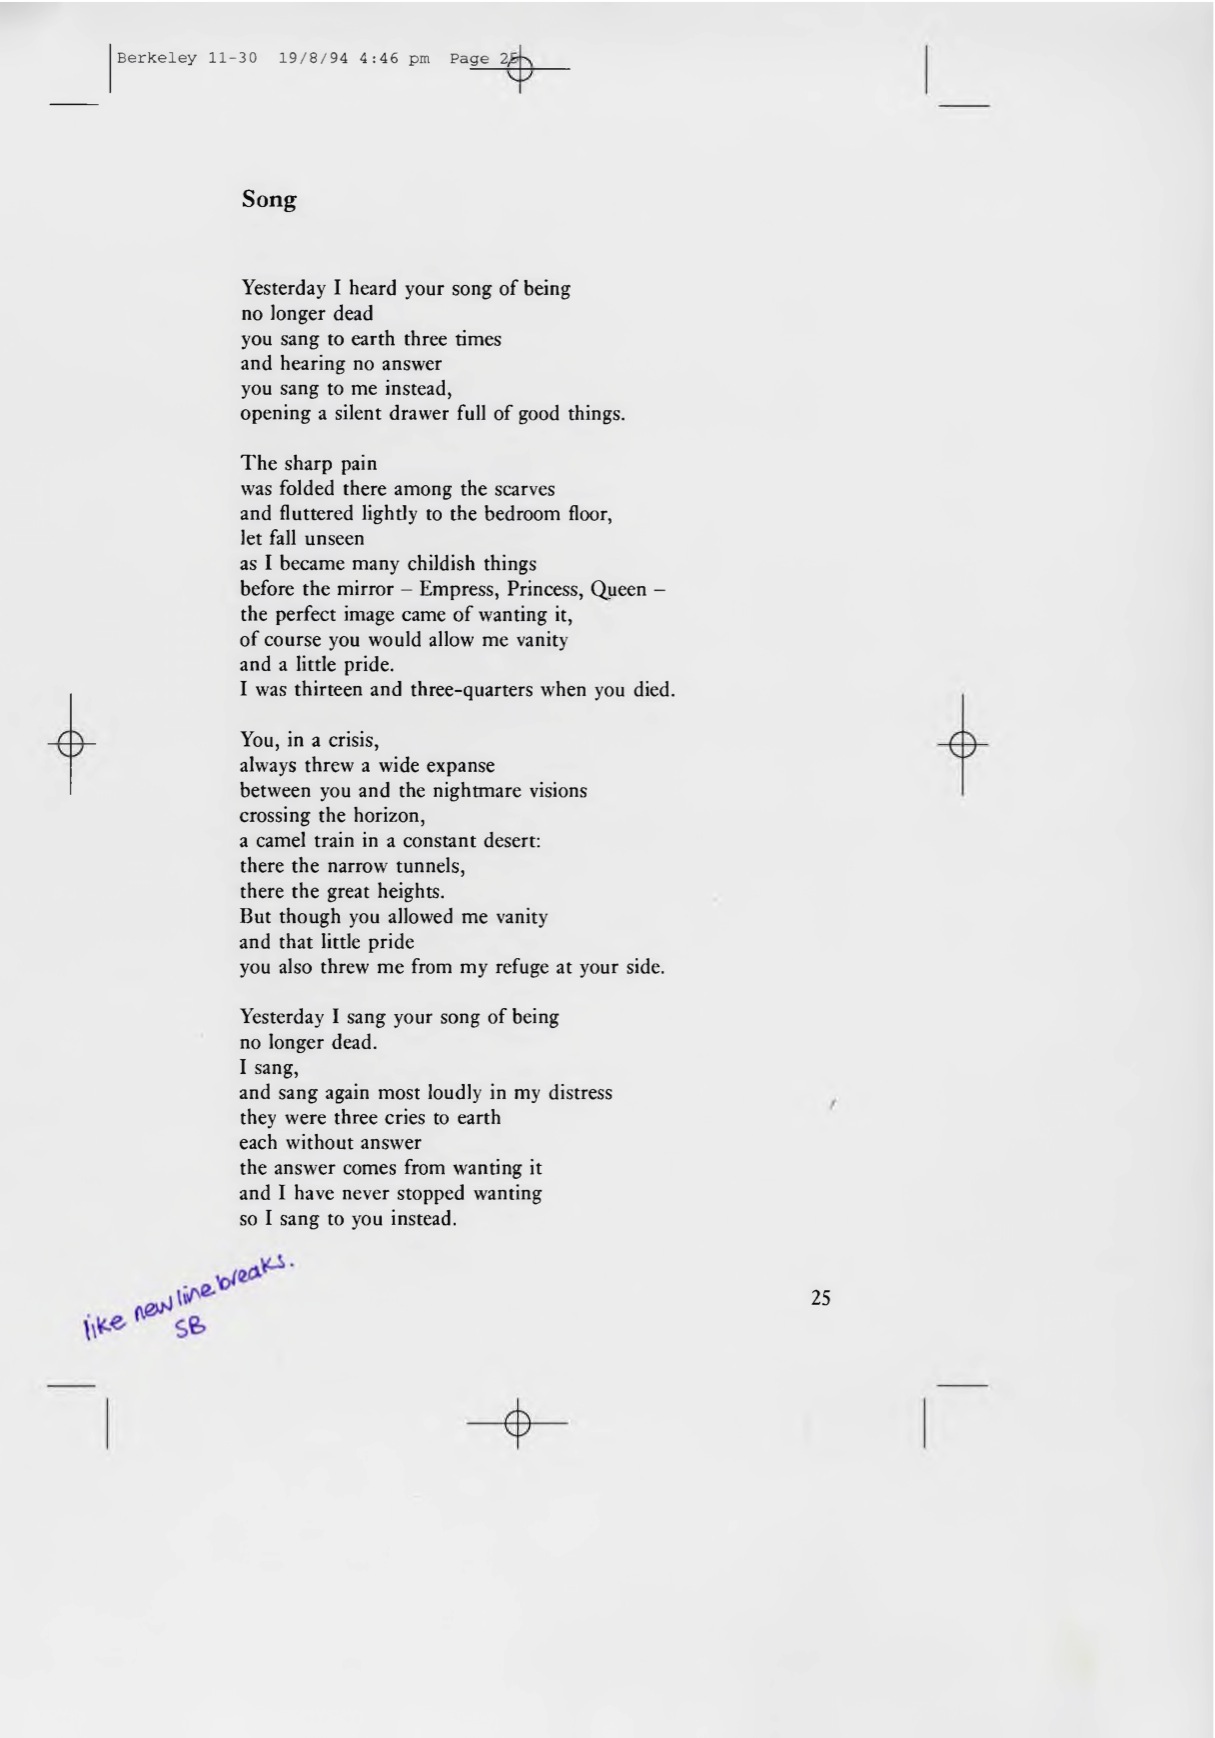 Berkeley 11-30 19/8/94 4:46 pm Page 25
Song
Yesterday I heard your song of being
no longer dead
you sang to earth three times
and hearing no answer
you sang to me instead,
opening a silent drawer full of good things.
The sharp pain
was folded there among the scarves
and fluttered lightly to the bedroom floor,
let fall unseen
as I became many childish things
before the mirror – Empress, Princess, Queen –
the perfect image came of wanting it,
of course you would allow me vanity
and a little pride.
I was thirteen and three-quarters when you died.
You, in a crisis,
always threw a wide expanse
between you and the nightmare visions
crossing the horizon,
a camel train in a constant desert:
there the narrow tunnels,
there the great heights.
But though you allowed me vanity
and that little pride
you also threw me from my refuge at your side.
Yesterday I sang your song of being
no longer dead.
I sang,
and sang again most loudly in my distress
they were three cries to earth
each without answer
the answer comes from wanting it
and I have never stopped wanting
so I sang to you instead.
like new line breaks.
SB
25